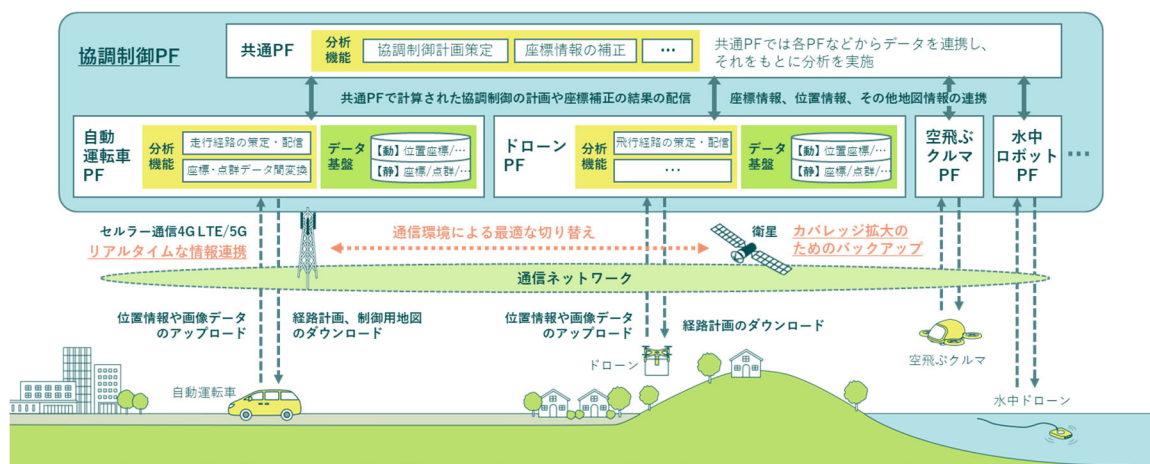 協調制御PF
共通PF
分析
機能
協調制御計画策定
座標情報の補正
…
共通PFでは各PFなどからデータを連携し、
それをもとに分析を実施
共通PFで計算された協調制御の計画や座標補正の結果の配信
座標情報、位置情報、その他地図情報の連携
自動
運転車
PF
分析
機能
走行経路の策定・配信
座標・点群データ間変換
データ
基盤
【動】位置座標/…
【静】座標/点群/…
ドローン
PF
分析
機能
飛行経路の策定・配信
…
データ
基盤
【動】位置座標/…
【静】座標/点群/…
空飛ぶ
クルマ
PF
水中
ロボット
PF
…
セルラー通信4G LTE/5G
リアルタイムな情報連携
通信環境による最適な切り替え
衛星
カバレッジ拡大の
ためのバックアップ
通信ネットワーク
位置情報や画像データ
のアップロード
経路計画、制御用地図
のダウンロード
位置情報や画像データ
のアップロード
経路計画のダウンロード
自動運転車
ドローン
空飛ぶクルマ
水中ドローン